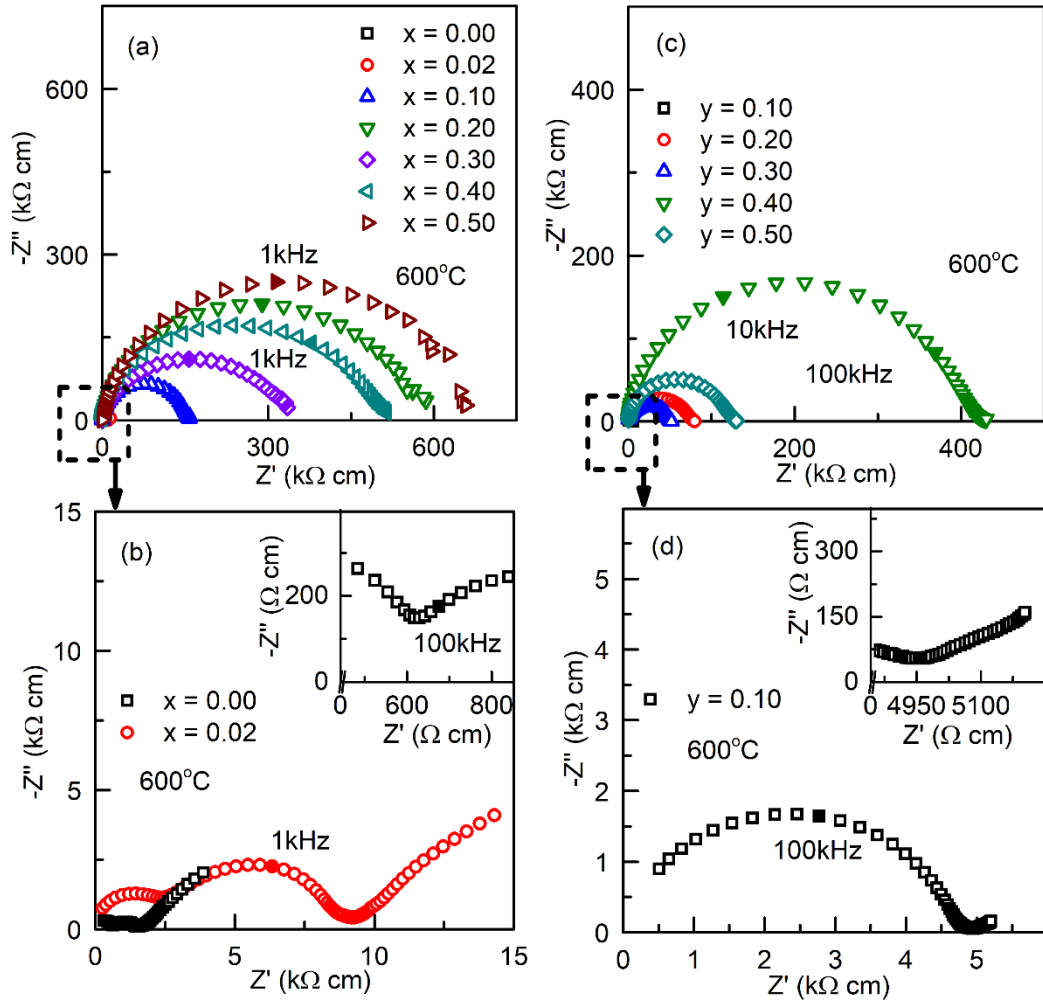 (a)
x = 0.00
x = 0.02
x = 0.10
x = 0.20
x = 0.30
x = 0.40
x = 0.50
1kHz
600°C
1kHz
600
300
0
-Z'' (kΩ cm)
0
300
600
Z' (kΩ cm)
(c)
y = 0.10
y = 0.20
y = 0.30
y = 0.40
y = 0.50
600°C
10kHz
100kHz
400
200
0
-Z'' (kΩ cm)
0
200
400
Z' (kΩ cm)
(b)
15
13
10
8
5
3
0
-Z'' (kΩ cm)
x = 0.00
x = 0.02
600°C
1kHz
0
5
10
15
Z' (kΩ cm)
200
0
-Z'' (Ω cm)
100kHz
0
600
800
Z' (Ω cm)
(d)
5
4
3
2
1
0
-Z'' (kΩ cm)
y = 0.10
600°C
100kHz
0
1
2
3
4
5
Z' (kΩ cm)
300
150
0
-Z'' (Ω cm)
0
4950
5100
Z' (Ω cm)